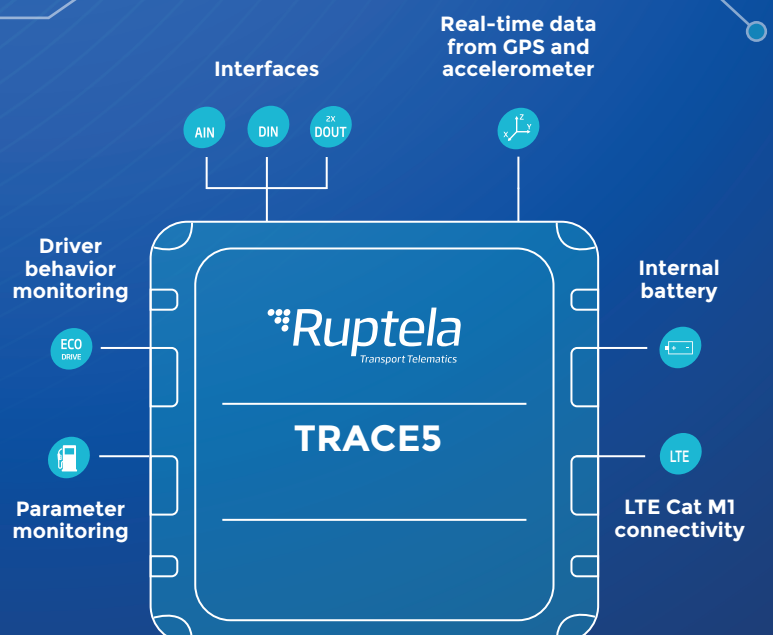 Real-time data
from GPS and
accelerometer
Interfaces
AIN
DIN
2X
DOUT
Z
X
Y
Driver
behavior
monitoring
Internal
battery
ECO
DRIVE
+ -
Ruptela
Transport Telematics
TRACE5
LTE
Parameter
monitoring
LTE Cat M1
connectivity